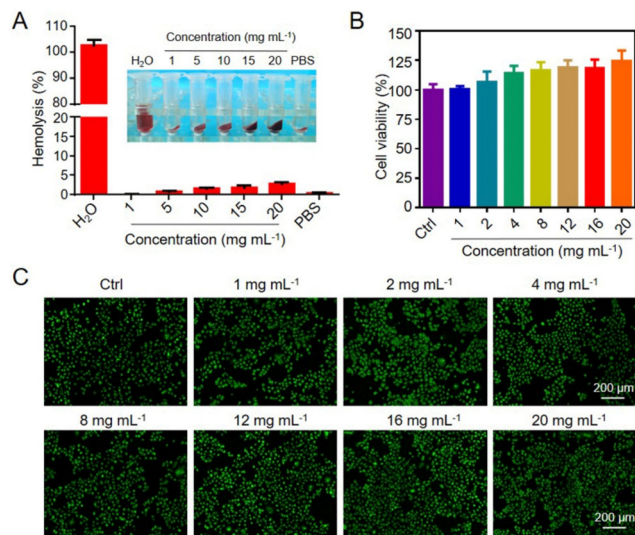 A
B
Concentration (mg mL⁻¹)
H₂O 1 5 10 15 20 PBS
Hemolysis (%)
110
100
90
80
20
15
10
5
0
H₂O 1 5 10 15 20 PBS
Concentration (mg mL⁻¹)
Cell viability (%)
150
125
100
75
50
25
0
Ctrl 1 2 4 8 12 16 20
Concentration (mg mL⁻¹)
C
Ctrl 1 mg mL⁻¹ 2 mg mL⁻¹ 4 mg mL⁻¹
200 µm
8 mg mL⁻¹ 12 mg mL⁻¹ 16 mg mL⁻¹ 20 mg mL⁻¹
200 µm